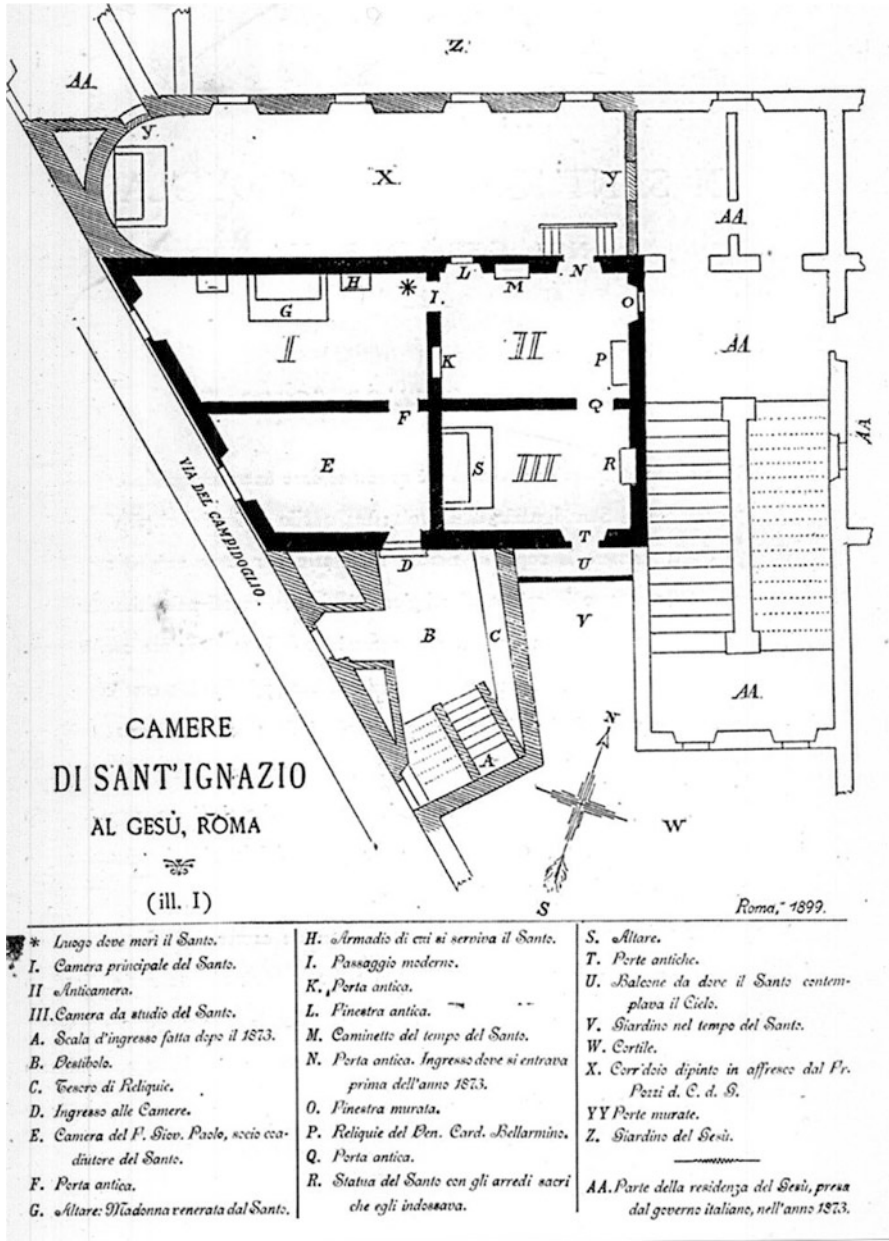 Z.
AA.
Y.
X.
Y
AA.
L
N
H
*
I.
M
O
G
I
II
AA
K
P
F
Q
AA
E
S
III
R
VIA DEL CAMPIDOGLIO.
T
U
D
B
C
V
AA.
A
CAMERE
DI SANT'IGNAZIO
AL GESÙ, ROMA
(ill. I)
N
W
S
Roma, 1899.
* Luogo dove morì il Santo.
I. Camera principale del Santo.
II Anticamera.
III. Camera da studio del Santo.
A. Scala d'ingresso fatta dopo il 1873.
B. Vestibolo.
C. Tesoro di Reliquie.
D. Ingresso alle Camere.
E. Camera del P. Giov. Paolo, socio coa-
diutore del Santo.
F. Porta antica.
G. Altare: Madonna venerata dal Santo.
H. Armadio di cui si serviva il Santo.
I. Passaggio moderno.
K. Porta antica.
L. Finestra antica.
M. Caminetto del tempo del Santo.
N. Porta antica. Ingresso dove si entrava
prima dell'anno 1873.
O. Finestra murata.
P. Reliquie del Ven. Card. Bellarmino.
Q. Porta antica.
R. Statua del Santo con gli arredi sacri
che egli indossava.
S. Altare.
T. Porte antiche.
U. Balcone da dove il Santo contem-
plava il Cielo.
V. Giardino nel tempo del Santo.
W. Cortile.
X. Corridoio dipinto in affresco dal Fr.
Pozzi d. C. d. G.
YY Porte murate.
Z. Giardino del Gesù.
AA. Parte della residenza del Gesù, presa
dal governo italiano, nell'anno 1873.